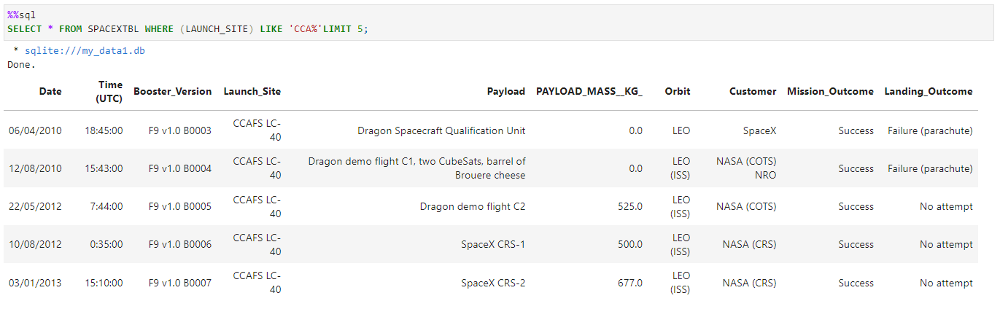 %%sql
SELECT * FROM SPACEXTBL WHERE (LAUNCH_SITE) LIKE 'CCA%'LIMIT 5;
* sqlite:///my_data1.db
Done.
Date Time (UTC) Booster_Version Launch_Site Payload PAYLOAD_MASS__KG_ Orbit Customer Mission_Outcome Landing_Outcome
06/04/2010 18:45:00 F9 v1.0 B0003 CCAFS LC-40 Dragon Spacecraft Qualification Unit 0.0 LEO SpaceX Success Failure (parachute)
12/08/2010 15:43:00 F9 v1.0 B0004 CCAFS LC-40 Dragon demo flight C1, two CubeSats, barrel of Brouere cheese 0.0 LEO (ISS) NASA (COTS) NRO Success Failure (parachute)
22/05/2012 7:44:00 F9 v1.0 B0005 CCAFS LC-40 Dragon demo flight C2 525.0 LEO (ISS) NASA (COTS) Success No attempt
10/08/2012 0:35:00 F9 v1.0 B0006 CCAFS LC-40 SpaceX CRS-1 500.0 LEO (ISS) NASA (CRS) Success No attempt
03/01/2013 15:10:00 F9 v1.0 B0007 CCAFS LC-40 SpaceX CRS-2 677.0 LEO (ISS) NASA (CRS) Success No attempt